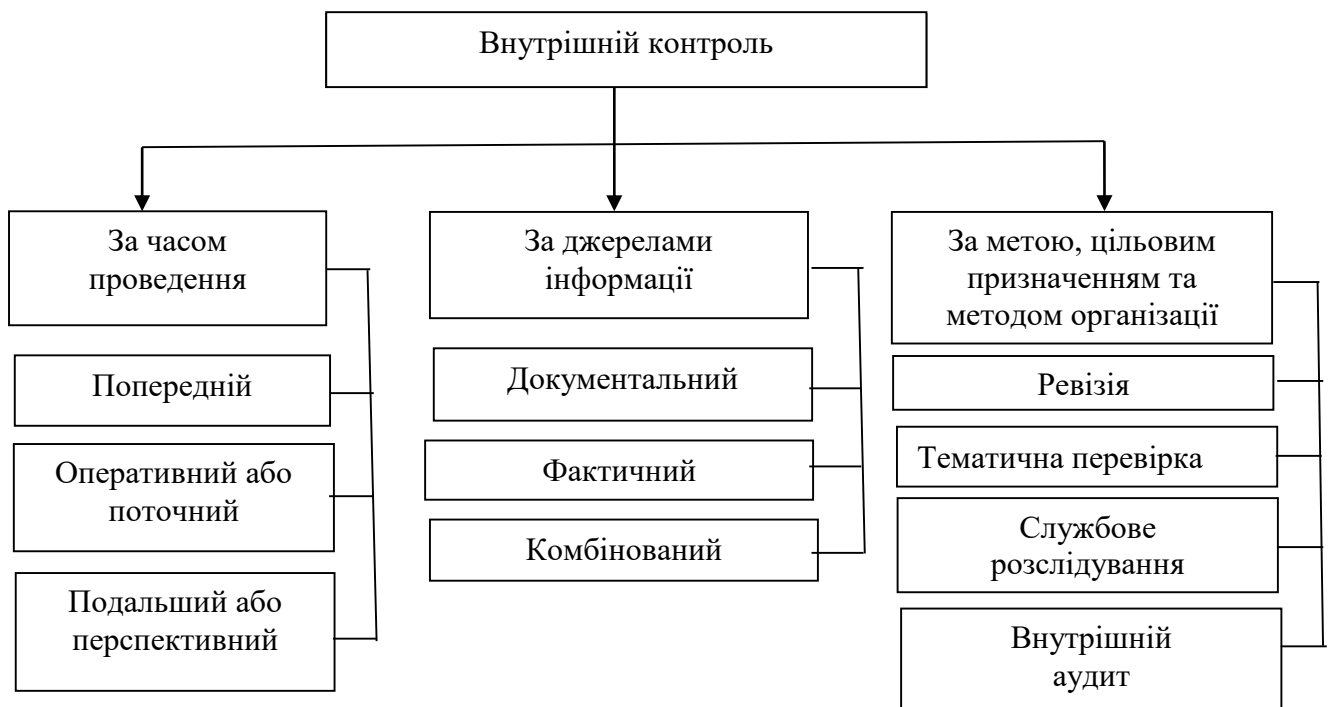 Внутрішній контроль
За часом
проведення
Попередній
Оперативний або
поточний
Подальший або
перспективний
За джерелами
інформації
Документальний
Фактичний
Комбінований
За метою, цільовим
призначенням та
методом організації
Ревізія
Тематична перевірка
Службове
розслідування
Внутрішній
аудит